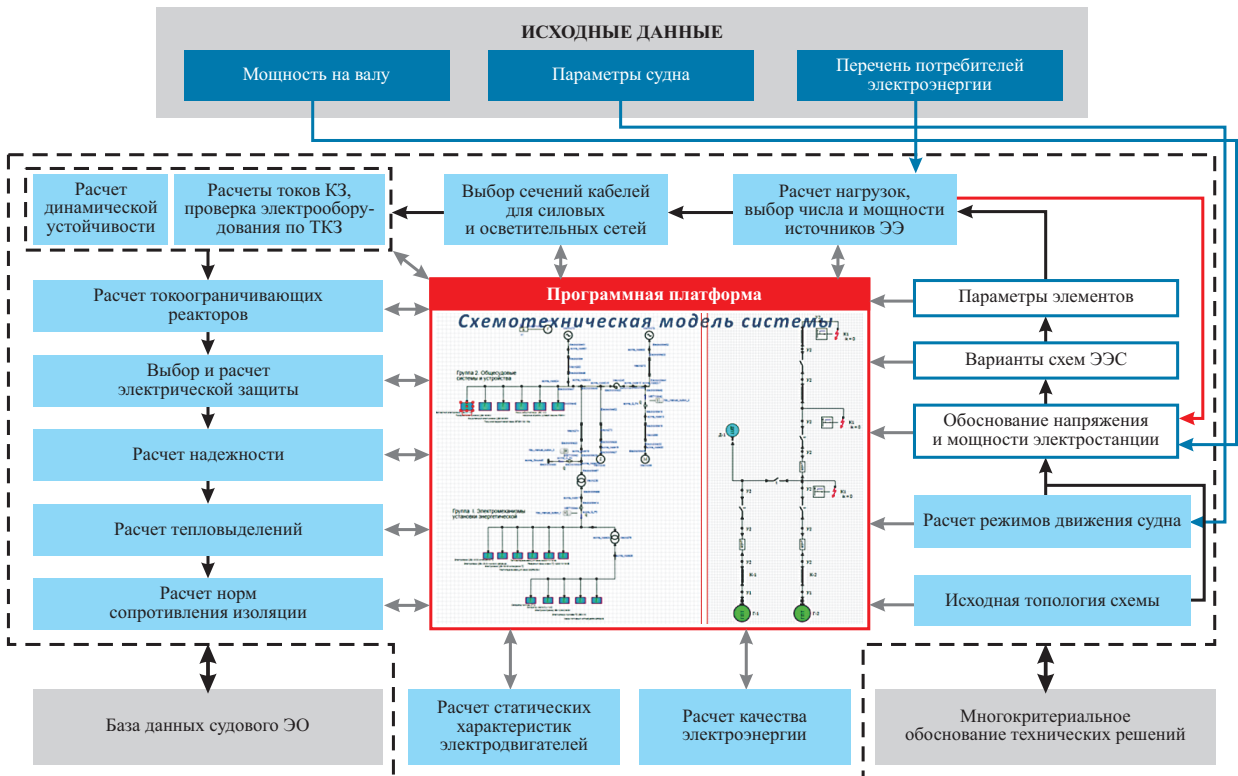 ИСХОДНЫЕ ДАННЫЕ
Мощность на валу
Параметры судна
Перечень потребителей
электроэнергии
Расчет
динамической
устойчивости
Расчеты токов КЗ,
проверка электрообору-
дования по ТКЗ
Выбор сечений кабелей
для силовых
и осветительных сетей
Расчет нагрузок,
выбор числа и мощности
источников ЭЭ
Расчет токоограничивающих
реакторов
Выбор и расчет
электрической защиты
Расчет надежности
Расчет тепловыделений
Расчет норм
сопротивления изоляции
Программная платформа
Схемотехническая модель системы
Группа 2. Общесудовые
системы и устройства
Группа 1. Электромеханизмы
установки энергетической
Параметры элементов
Варианты схем ЭЭС
Обоснование напряжения
и мощности электростанции
Расчет режимов движения судна
Исходная топология схемы
База данных судового ЭО
Расчет статических
характеристик
электродвигателей
Расчет качества
электроэнергии
Многокритериальное
обоснование технических решений